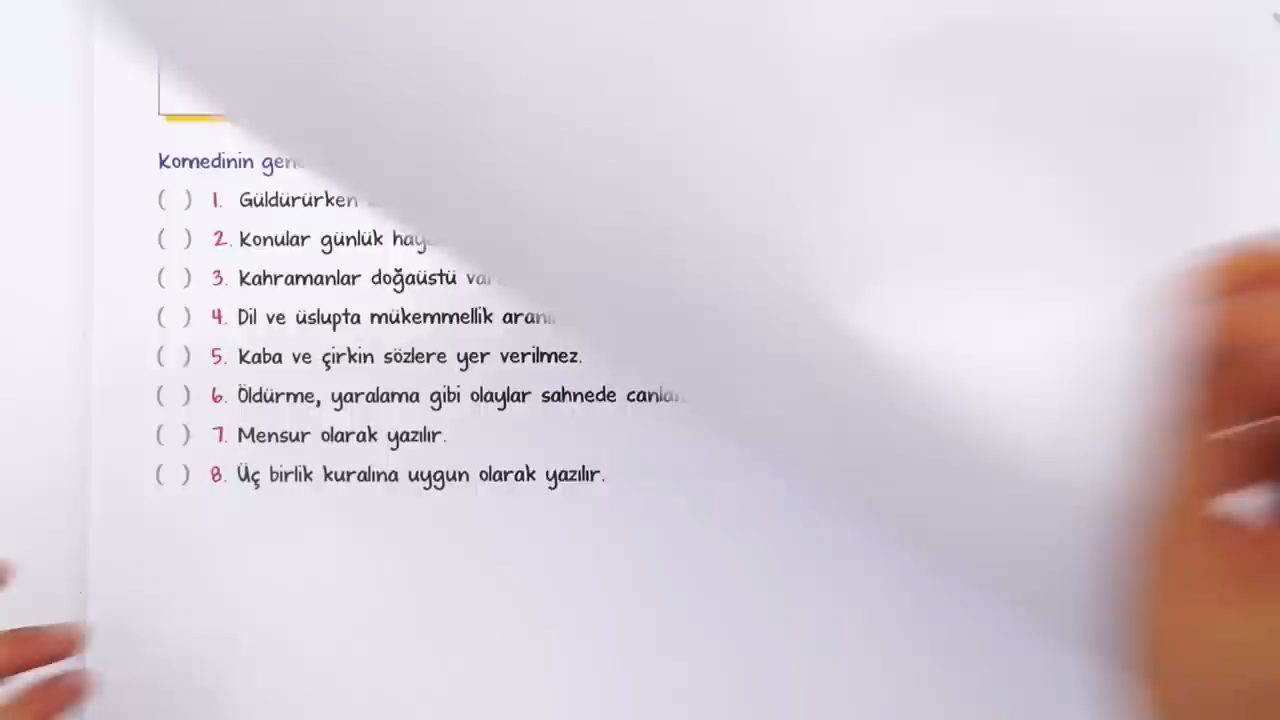 Komedinin
( ) 1. Güldürürken
( ) 2. Konular günlük
( ) 3. Kahramanlar doğaüstü
( ) 4. Dil ve üslupta mükemmellik
( ) 5. Kaba ve çirkin sözlere yer verilmez.
( ) 6. Öldürme, yaralama gibi olaylar sahnede
( ) 7. Mensur olarak yazılır.
( ) 8. Üç birlik kuralına uygun olarak yazılır.